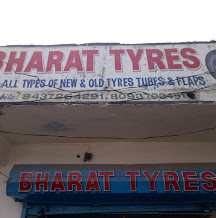 BHARAT TYRES
ALL TYPES OF NEW & OLD TYRES TUBES & FLAPS
BHARAT TYRES